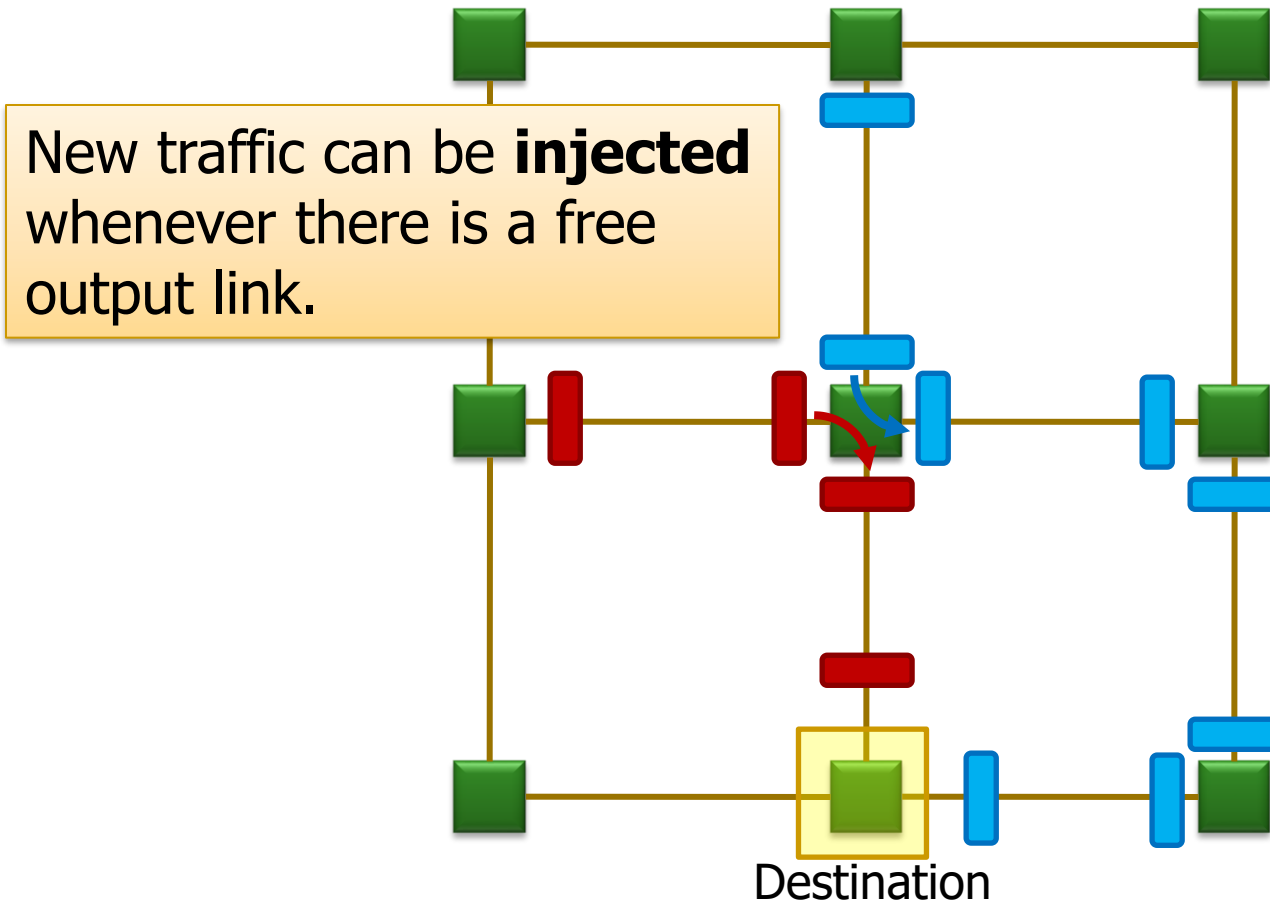 New traffic can be injected
whenever there is a free
output link.
Destination